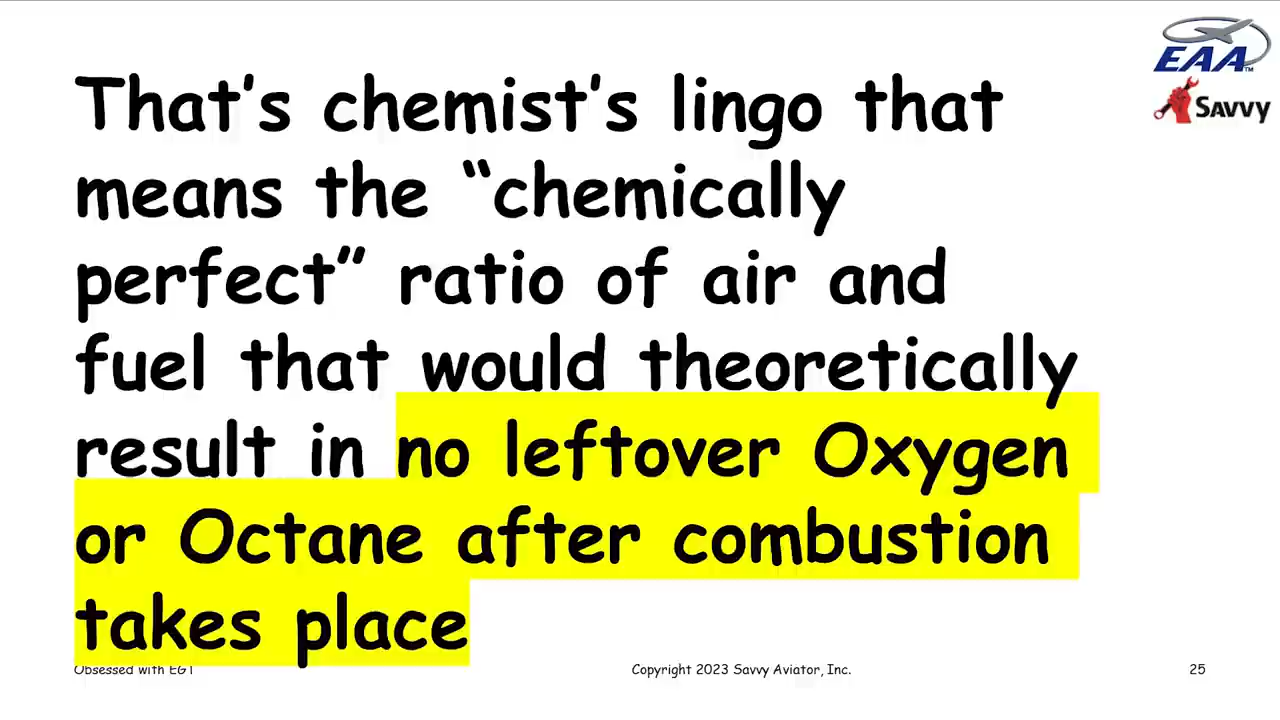 EAA™
Savvy
That’s chemist’s lingo that
means the “chemically
perfect” ratio of air and
fuel that would theoretically
result in no leftover Oxygen
or Octane after combustion
takes place
Obsessed with EGT
Copyright 2023 Savvy Aviator, Inc.
25